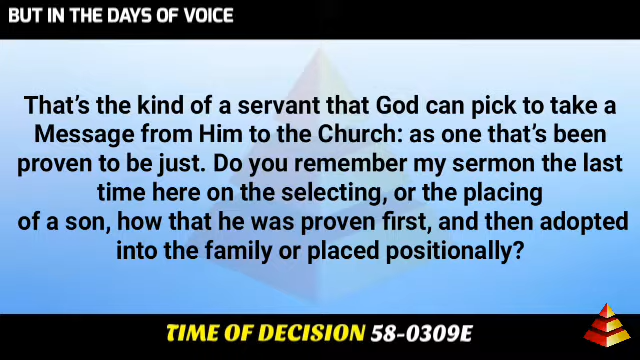 BUT IN THE DAYS OF VOICE
That's the kind of a servant that God can pick to take a
Message from Him to the Church: as one that's been
proven to be just. Do you remember my sermon the last
time here on the selecting, or the placing
of a son, how that he was proven first, and then adopted
into the family or placed positionally?
TIME OF DECISION 58-0309E